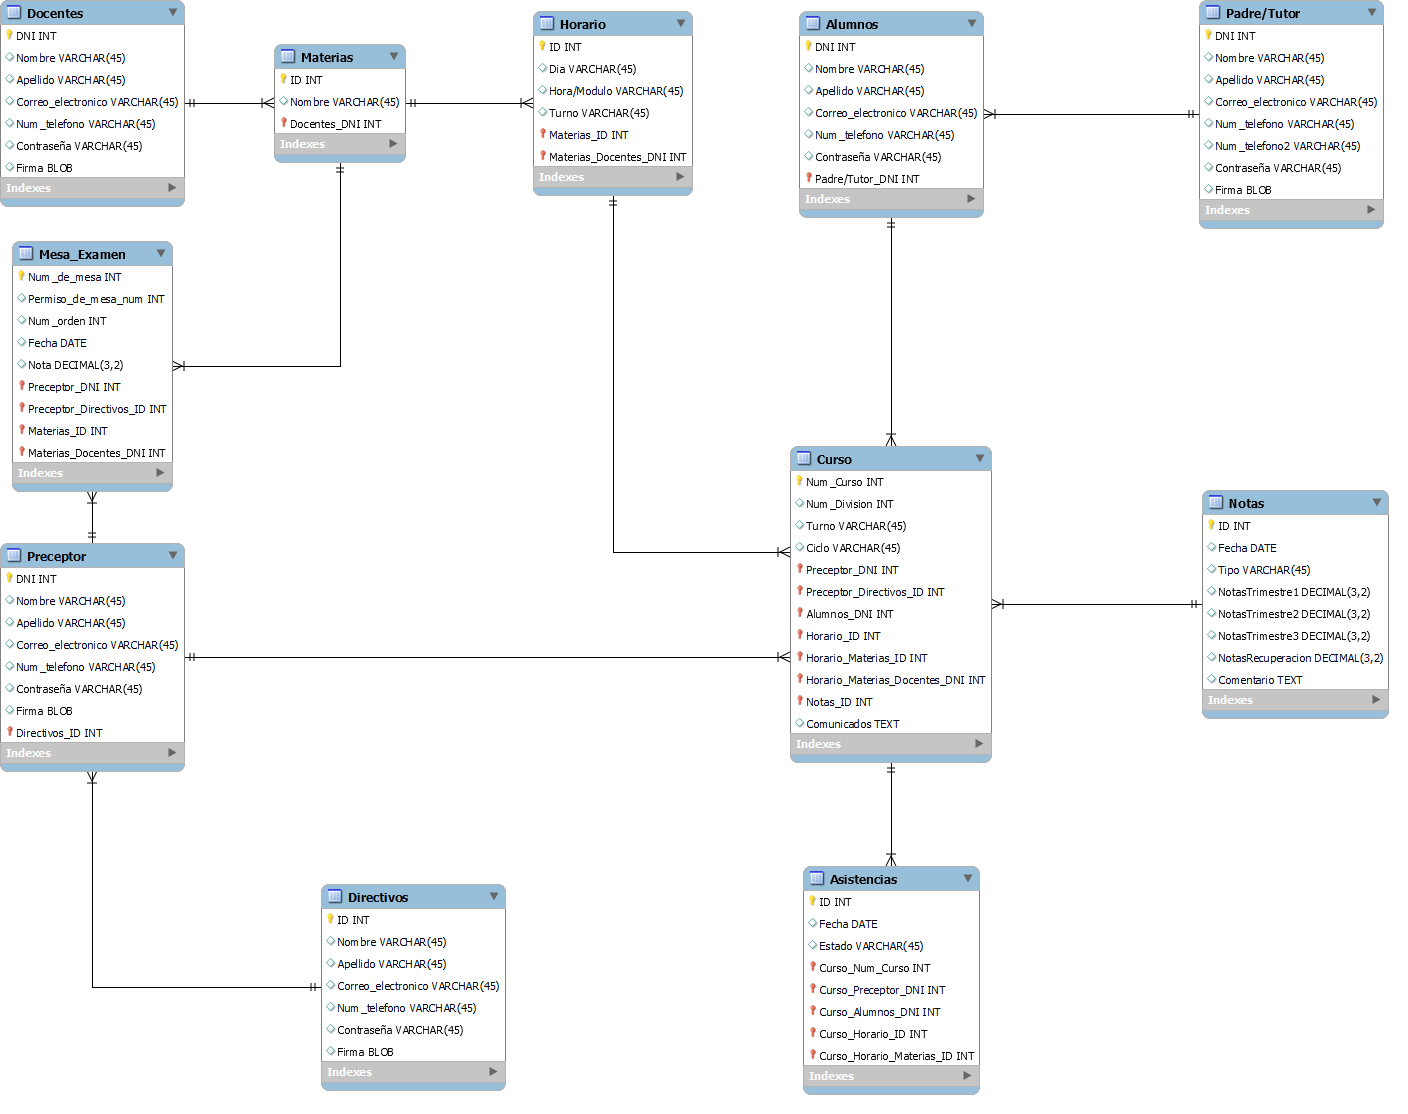 Docentes
DNI INT
Nombre VARCHAR(45)
Apellido VARCHAR(45)
Correo_electronico VARCHAR(45)
Num_telefono VARCHAR(45)
Contraseña VARCHAR(45)
Firma BLOB
Indexes
Materias
ID INT
Nombre VARCHAR(45)
Docentes_DNI INT
Indexes
Horario
ID INT
Dia VARCHAR(45)
Hora/Modulo VARCHAR(45)
Turno VARCHAR(45)
Materias_ID INT
Materias_Docentes_DNI INT
Indexes
Alumnos
DNI INT
Nombre VARCHAR(45)
Apellido VARCHAR(45)
Correo_electronico VARCHAR(45)
Num_telefono VARCHAR(45)
Contraseña VARCHAR(45)
Padre/Tutor_DNI INT
Indexes
Padre/Tutor
DNI INT
Nombre VARCHAR(45)
Apellido VARCHAR(45)
Correo_electronico VARCHAR(45)
Num_telefono VARCHAR(45)
Num_telefono2 VARCHAR(45)
Contraseña VARCHAR(45)
Firma BLOB
Indexes
Mesa_Examen
Num_de_mesa INT
Permiso_de_mesa_num INT
Num_orden INT
Fecha DATE
Nota DECIMAL(3,2)
Preceptor_DNI INT
Preceptor_Directivos_ID INT
Materias_ID INT
Materias_Docentes_DNI INT
Indexes
Curso
Num_Curso INT
Num_Division INT
Turno VARCHAR(45)
Ciclo VARCHAR(45)
Preceptor_DNI INT
Preceptor_Directivos_ID INT
Alumnos_DNI INT
Horario_ID INT
Horario_Materias_ID INT
Horario_Materias_Docentes_DNI INT
Notas_ID INT
Comunicados TEXT
Indexes
Notas
ID INT
Fecha DATE
Tipo VARCHAR(45)
NotasTrimestre1 DECIMAL(3,2)
NotasTrimestre2 DECIMAL(3,2)
NotasTrimestre3 DECIMAL(3,2)
NotasRecuperacion DECIMAL(3,2)
Comentario TEXT
Indexes
Preceptor
DNI INT
Nombre VARCHAR(45)
Apellido VARCHAR(45)
Correo_electronico VARCHAR(45)
Num_telefono VARCHAR(45)
Contraseña VARCHAR(45)
Firma BLOB
Directivos_ID INT
Indexes
Directivos
ID INT
Nombre VARCHAR(45)
Apellido VARCHAR(45)
Correo_electronico VARCHAR(45)
Num_telefono VARCHAR(45)
Contraseña VARCHAR(45)
Firma BLOB
Indexes
Asistencias
ID INT
Fecha DATE
Estado VARCHAR(45)
Curso_Num_Curso INT
Curso_Preceptor_DNI INT
Curso_Alumnos_DNI INT
Curso_Horario_ID INT
Curso_Horario_Materias_ID INT
Indexes